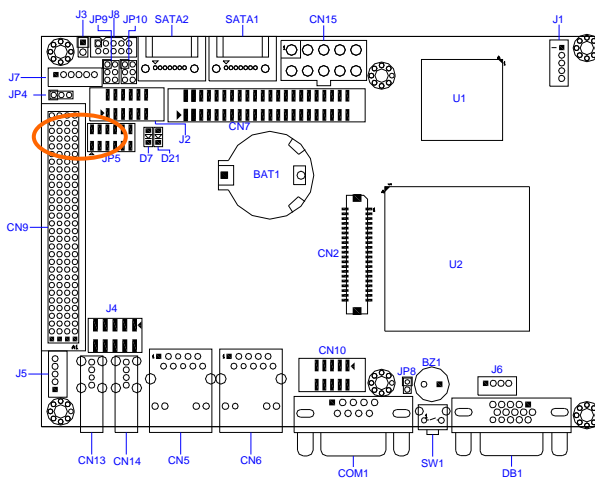 J3
JP9
J8
JP10
SATA2
SATA1
CN15
J1
J7
JP4
U1
CN7
J2
JP5
D7
D21
BAT1
CN9
CN2
U2
J4
A1
J5
CN10
JP8
BZ1
J6
CN13
CN14
CN5
CN6
COM1
SW1
DB1